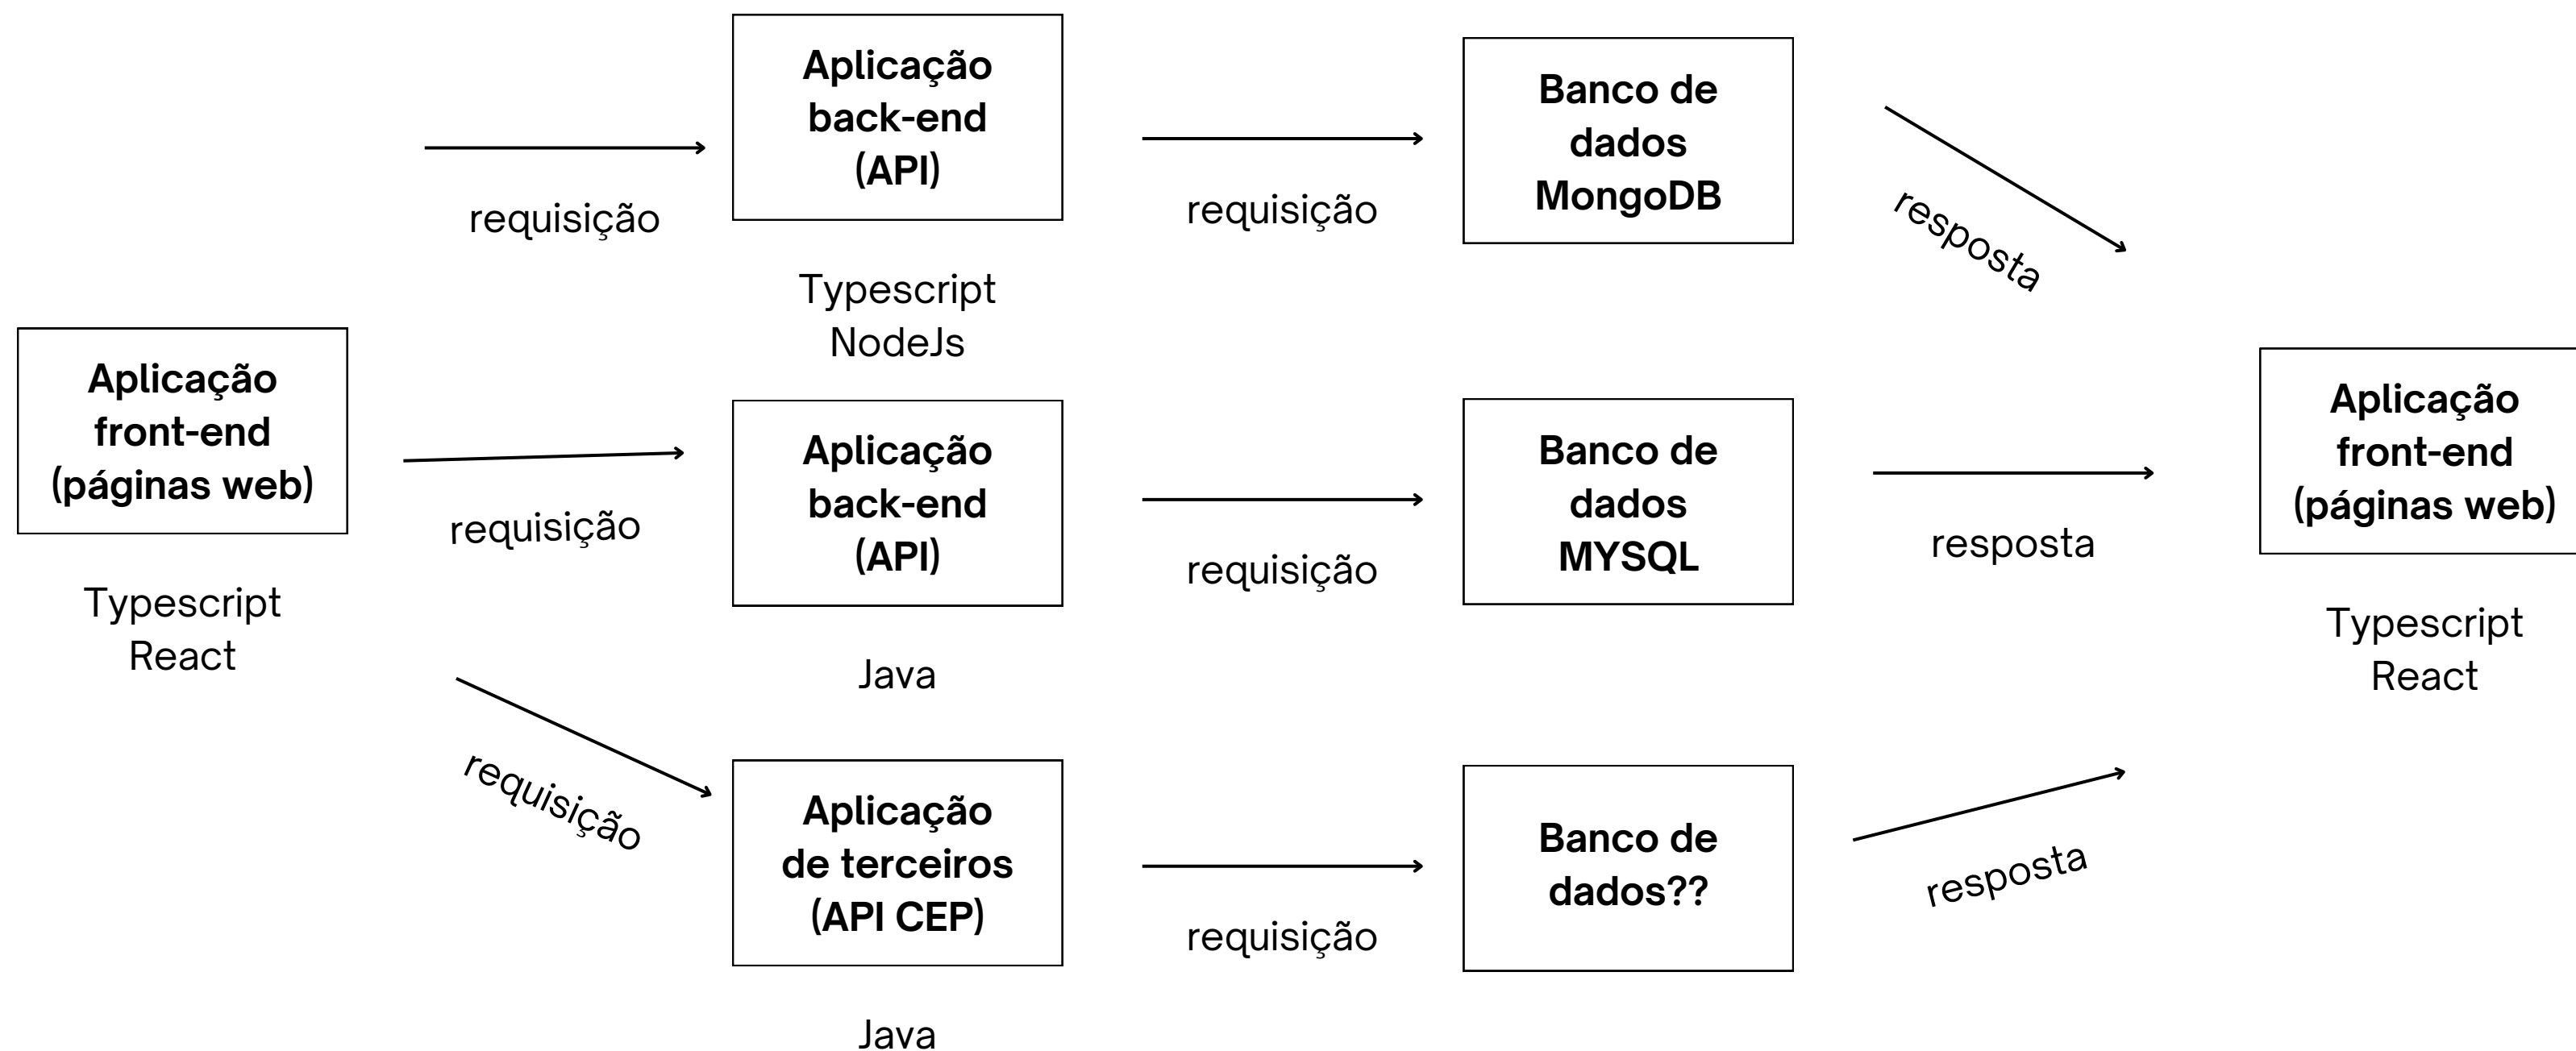 Aplicação
front-end
(páginas web)
Typescript
React
requisição
requisição
requisição
Aplicação
back-end
(API)
Typescript
NodeJs
Aplicação
back-end
(API)
Java
Aplicação
de terceiros
(API CEP)
Java
requisição
requisição
requisição
Banco de
dados
MongoDB
Banco de
dados
MYSQL
Banco de
dados??
resposta
resposta
resposta
Aplicação
front-end
(páginas web)
Typescript
React